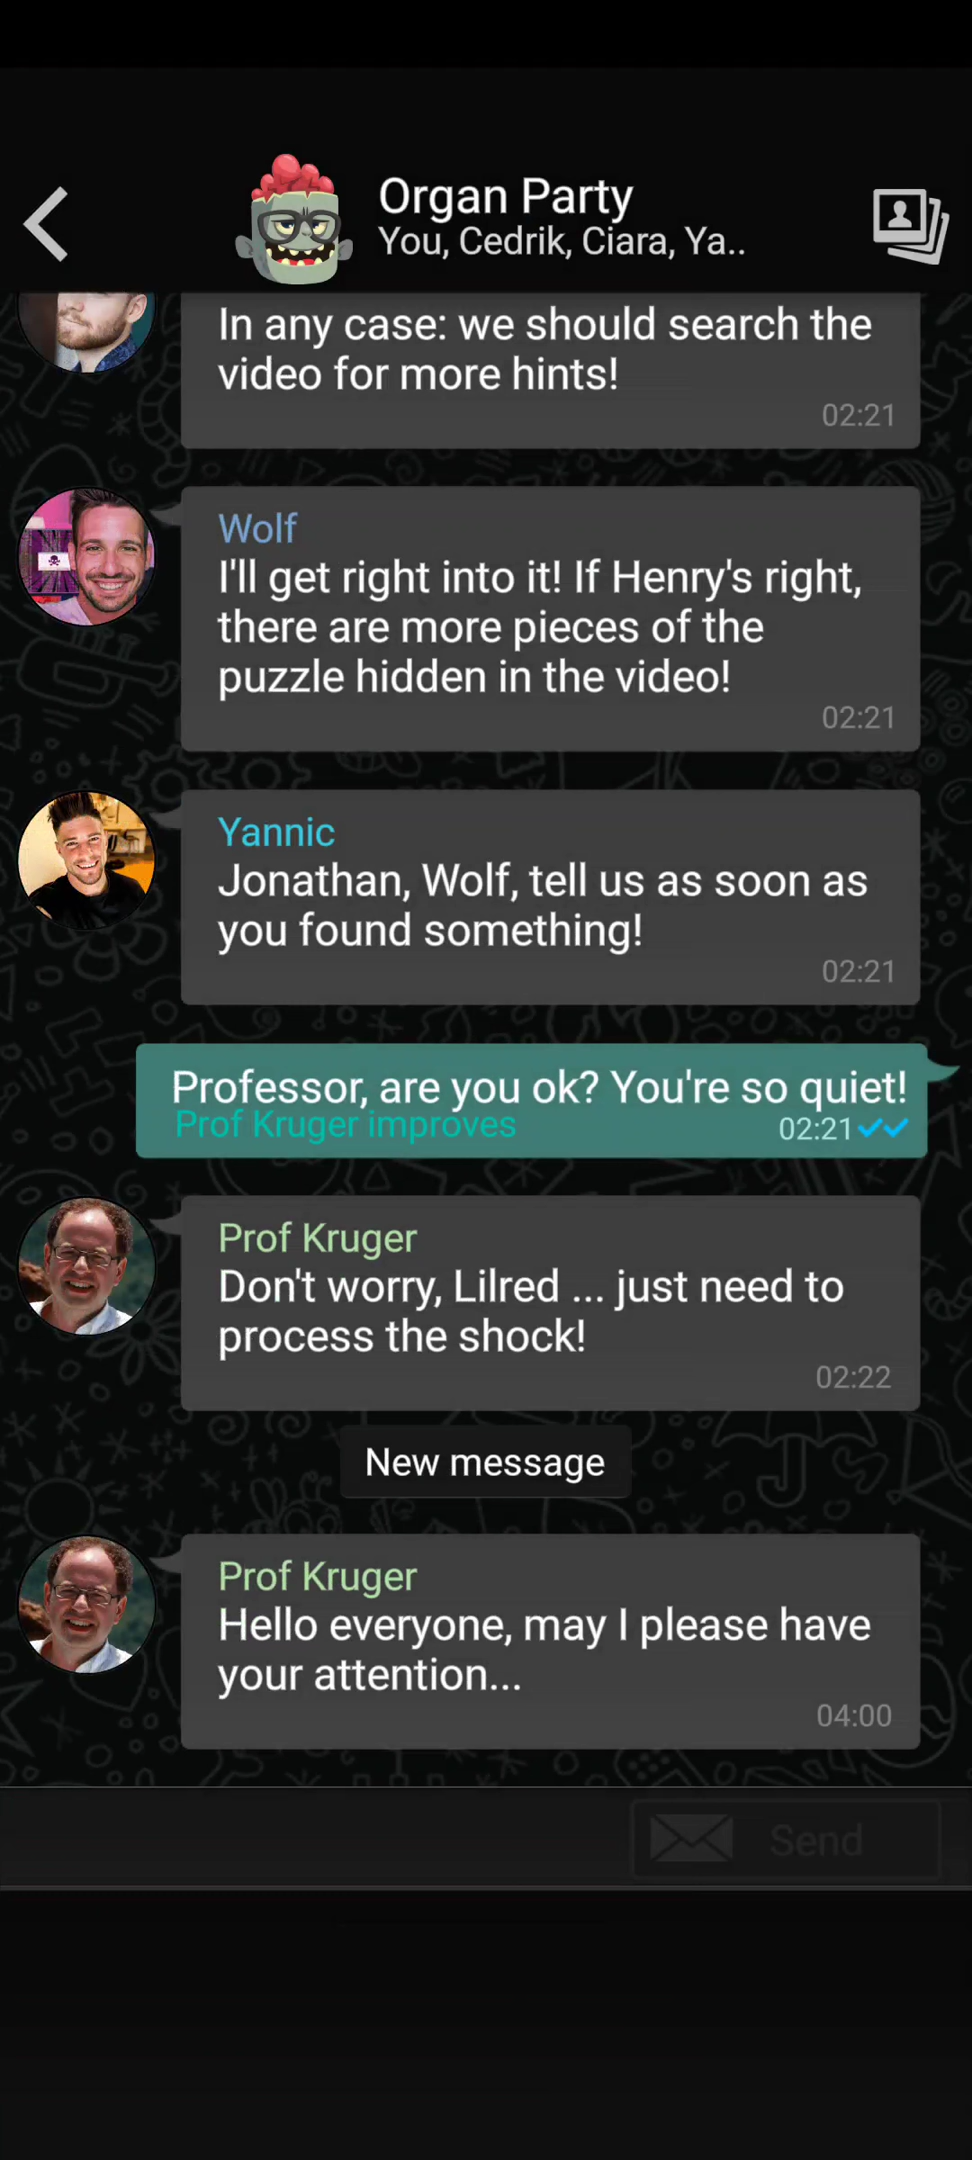 Organ Party
You, Cedrik, Ciara, Ya..
In any case: we should search the
video for more hints!
02:21
Wolf
I'll get right into it! If Henry's right,
there are more pieces of the
puzzle hidden in the video!
02:21
Yannic
Jonathan, Wolf, tell us as soon as
you found something!
02:21
Professor, are you ok? You're so quiet!
Prof Kruger improves
02:21
Prof Kruger
Don't worry, Lilred ... just need to
process the shock!
02:22
New message
Prof Kruger
Hello everyone, may I please have
your attention...
04:00
Send